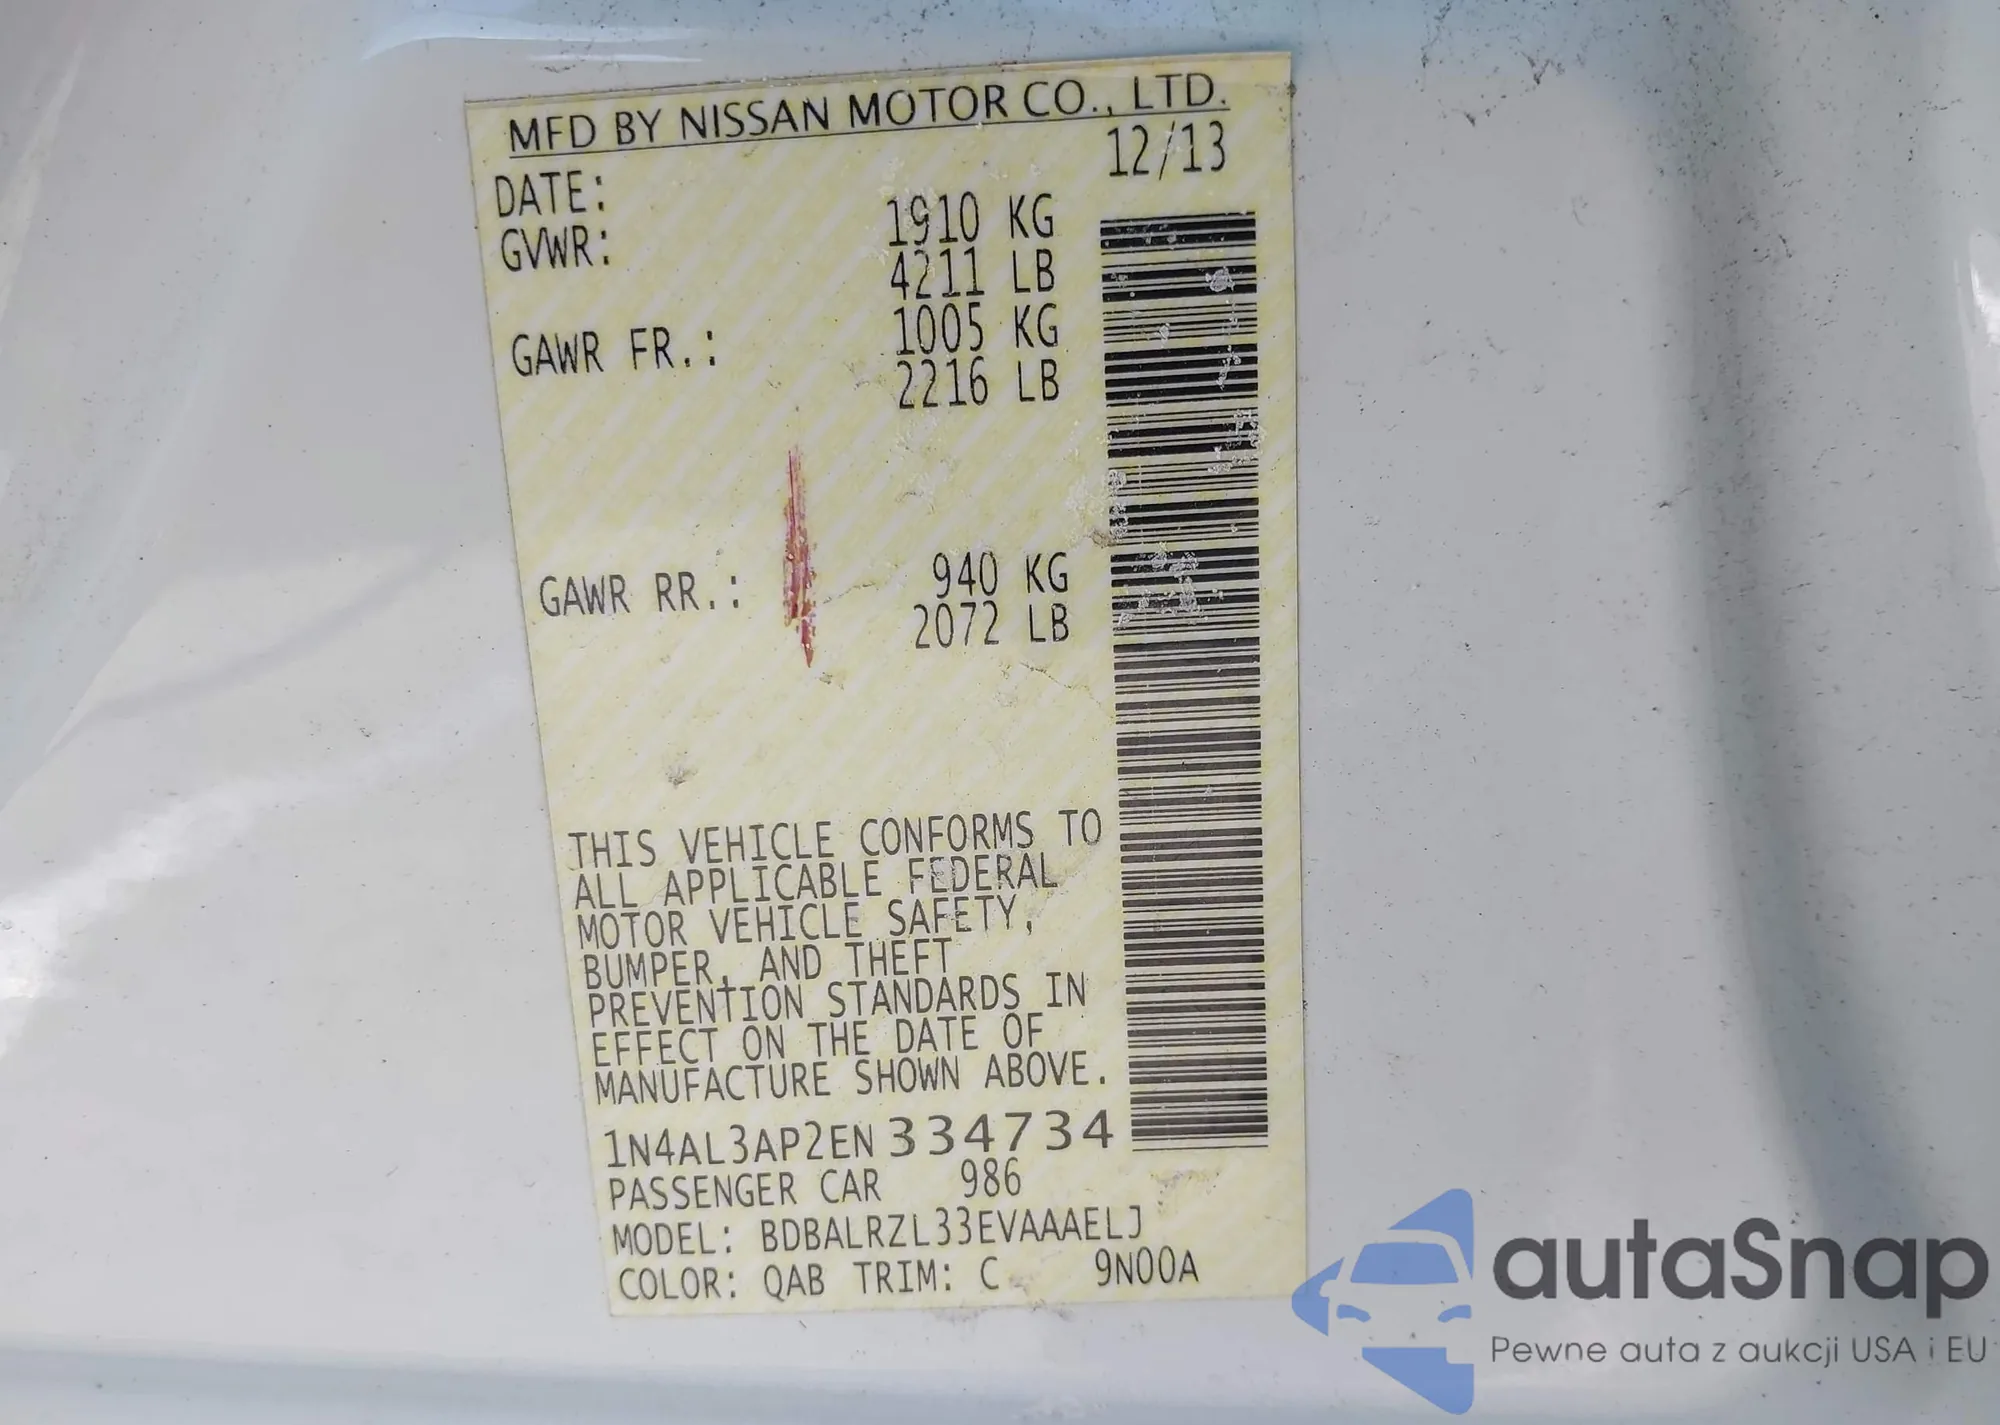 MFD BY NISSAN MOTOR CO., LTD.
DATE: 12/13
GVWR: 1910 KG
4211 LB
GAWR FR.: 1005 KG
2216 LB
GAWR RR.: 940 KG
2072 LB
THIS VEHICLE CONFORMS TO
ALL APPLICABLE FEDERAL
MOTOR VEHICLE SAFETY,
BUMPER, AND THEFT
PREVENTION STANDARDS IN
EFFECT ON THE DATE OF
MANUFACTURE SHOWN ABOVE.
1N4AL3AP2EN334734
PASSENGER CAR 986
MODEL: BDBALRZL33EVAAAELJ
COLOR: QAB TRIM: C 9N00A
autaSnap
Pewne auta z aukcji USA i EU